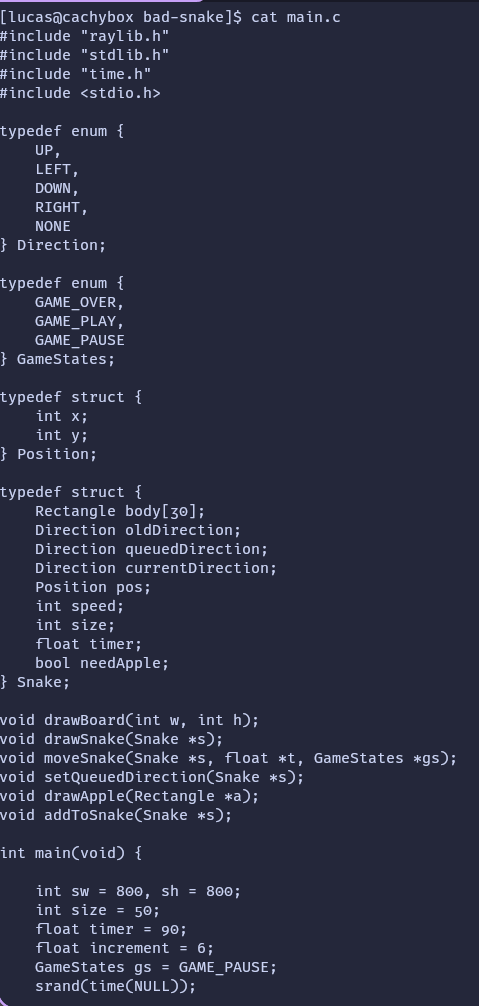 [lucas@cachybox bad-snake]$ cat main.c
#include "raylib.h"
#include "stdlib.h"
#include "time.h"
#include <stdio.h>

typedef enum {
    UP,
    LEFT,
    DOWN,
    RIGHT,
    NONE
} Direction;

typedef enum {
    GAME_OVER,
    GAME_PLAY,
    GAME_PAUSE
} GameStates;

typedef struct {
    int x;
    int y;
} Position;

typedef struct {
    Rectangle body[30];
    Direction oldDirection;
    Direction queuedDirection;
    Direction currentDirection;
    Position pos;
    int speed;
    int size;
    float timer;
    bool needApple;
} Snake;

void drawBoard(int w, int h);
void drawSnake(Snake *s);
void moveSnake(Snake *s, float *t, GameStates *gs);
void setQueuedDirection(Snake *s);
void drawApple(Rectangle *a);
void addToSnake(Snake *s);

int main(void) {

    int sw = 800, sh = 800;
    int size = 50;
    float timer = 90;
    float increment = 6;
    GameStates gs = GAME_PAUSE;
    srand(time(NULL));